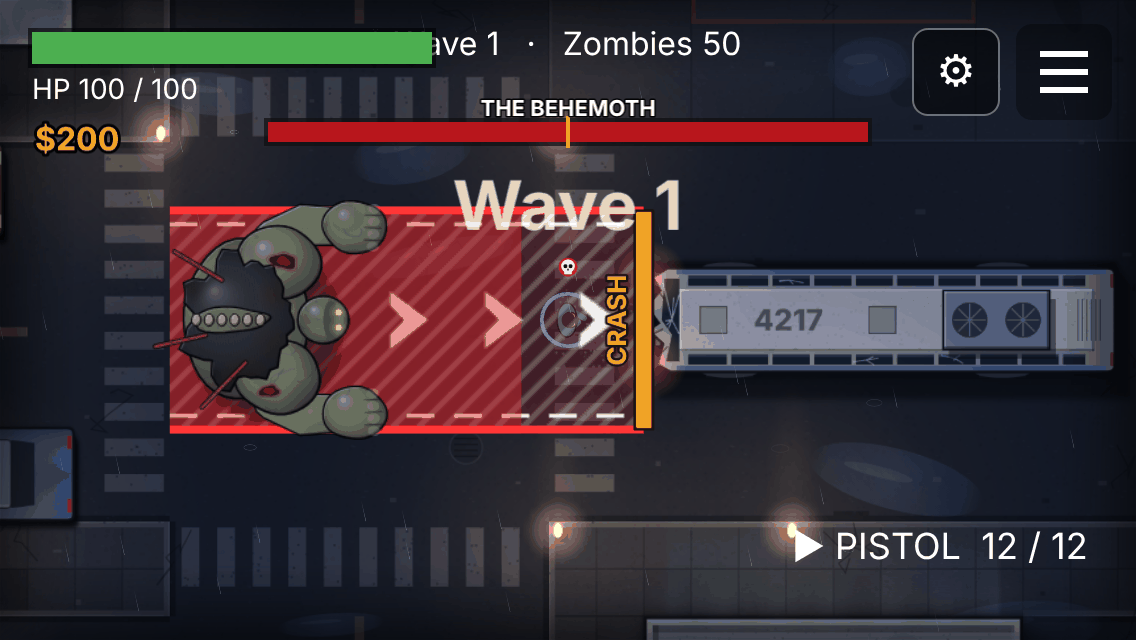 ave 1 · Zombies 50
HP 100 / 100
$200
THE BEHEMOTH
Wave 1
CRASH
4217
PISTOL 12 / 12